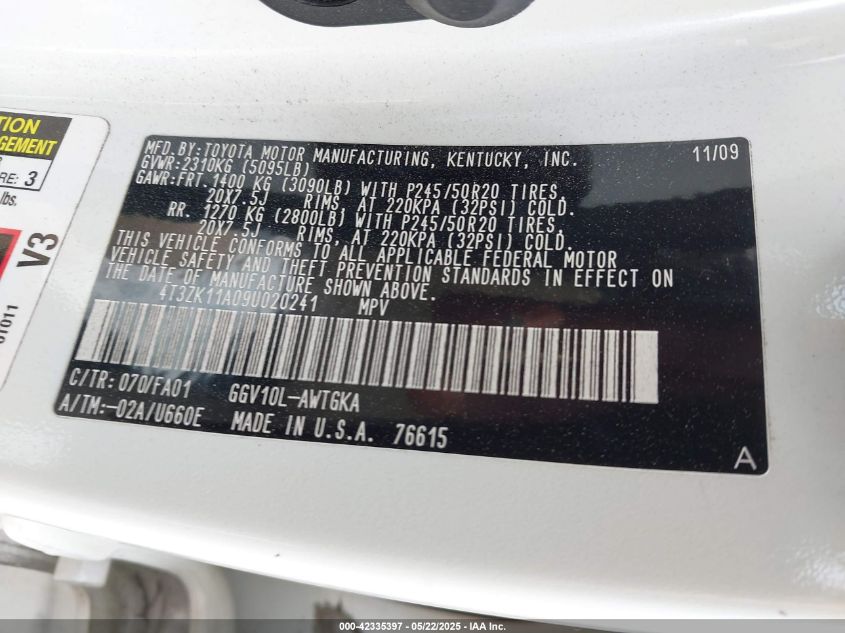 TION
GEMENT
RE: 3
lbs.
V3
01011
MFD.BY:TOYOTA MOTOR MANUFACTURING, KENTUCKY, INC. 11/09
GVWR:2310KG (5095LB)
GAWR:FRT. 1400 KG (3090LB) WITH P245/50R20 TIRES,
20X7.5J RIMS, AT 220KPA (32PSI) COLD.
RR. 1270 KG (2800LB) WITH P245/50R20 TIRES,
20X7.5J RIMS, AT 220KPA (32PSI) COLD.
THIS VEHICLE CONFORMS TO ALL APPLICABLE FEDERAL MOTOR
VEHICLE SAFETY AND THEFT PREVENTION STANDARDS IN EFFECT ON
THE DATE OF MANUFACTURE SHOWN ABOVE.
4T3ZK11A09U020241 MPV
C/TR: 070/FA01 GGV10L-AWTGKA
A/TM:-02A/U660E MADE IN U.S.A. 76615
A
000-42335397 - 05/22/2025 - IAA Inc.